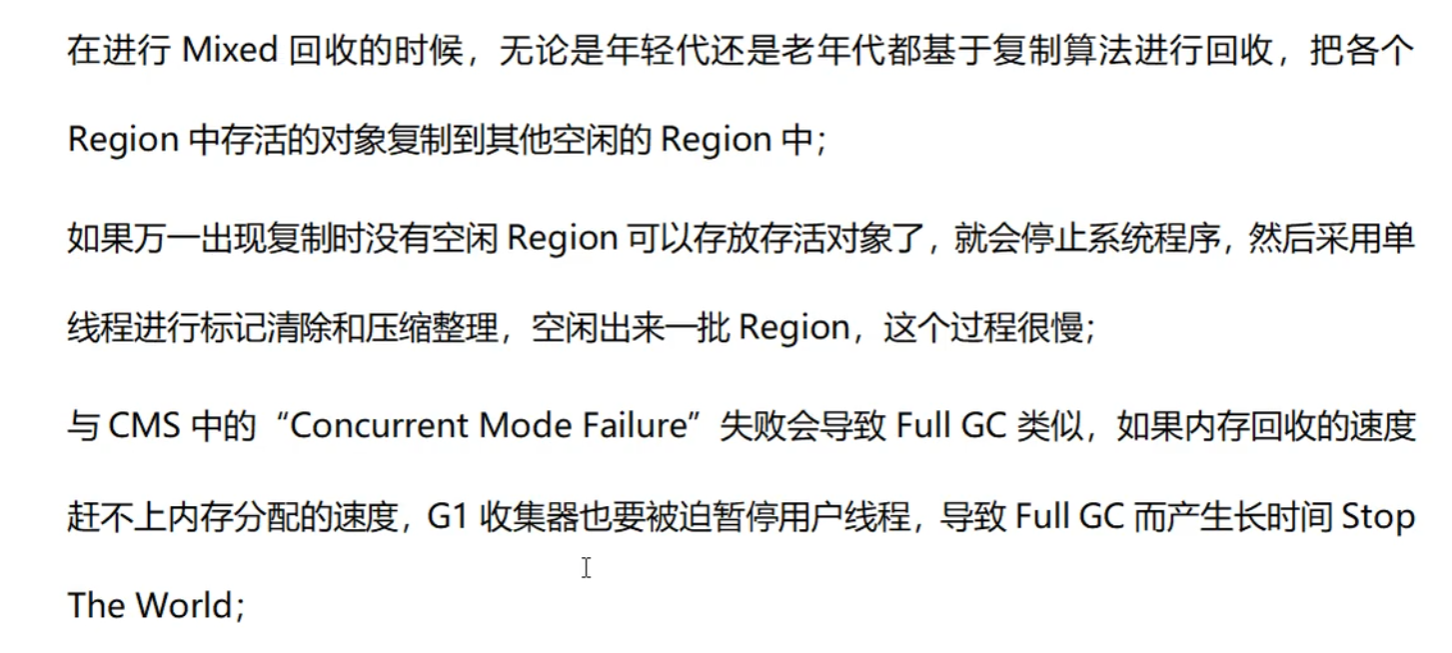 在进行 Mixed 回收的时候，无论是年轻代还是老年代都基于复制算法进行回收，把各个
Region 中存活的对象复制到其他空闲的 Region 中；
如果万一出现复制时没有空闲 Region 可以存放存活对象了，就会停止系统程序，然后采用单
线程进行标记清除和压缩整理，空闲出来一批 Region，这个过程很慢；
与 CMS 中的“Concurrent Mode Failure”失败会导致 Full GC 类似，如果内存回收的速度
赶不上内存分配的速度，G1 收集器也要被迫暂停用户线程，导致 Full GC 而产生长时间 Stop
The World；